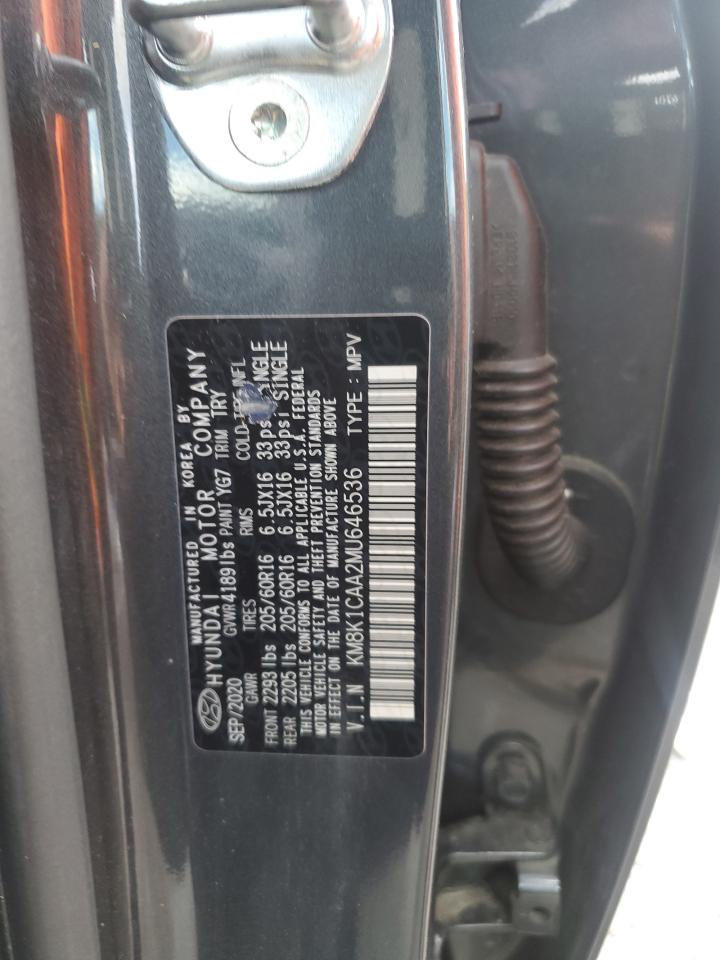 MANUFACTURED IN KOREA BY
HYUNDAI MOTOR COMPANY
SEP/2020 GVWR 4189 lbs PAINT YG7 TRIM TRY
GAWR TIRES RIMS COLD INFL
FRONT 2293 lbs 205/60R16 6.5JX16 33psi SINGLE
REAR 2205 lbs 205/60R16 6.5JX16 33psi SINGLE
THIS VEHICLE CONFORMS TO ALL APPLICABLE U.S.A. FEDERAL
MOTOR VEHICLE SAFETY AND THEFT PREVENTION STANDARDS
IN EFFECT ON THE DATE OF MANUFACTURE SHOWN ABOVE
V.I.N KM8K1CAA2MU646536 TYPE : MPV